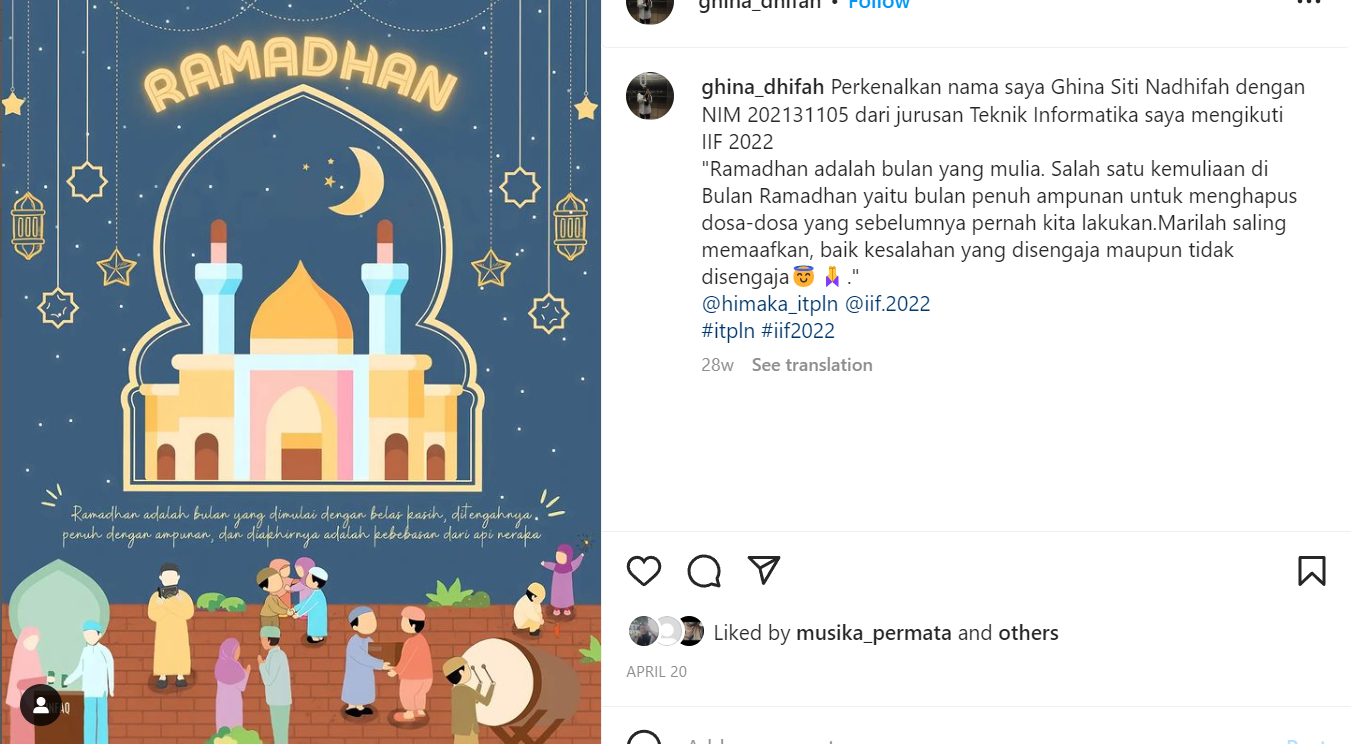 RAMADHAN
Ramadhan adalah bulan yang dimulai dengan belas kasih, ditengahnya
penuh dengan ampunan, dan diakhirnya adalah kebebasan dari api neraka
ghina_dhifah • Follow
ghina_dhifah Perkenalkan nama saya Ghina Siti Nadhifah dengan
NIM 202131105 dari jurusan Teknik Informatika saya mengikuti
IIF 2022
"Ramadhan adalah bulan yang mulia. Salah satu kemuliaan di
Bulan Ramadhan yaitu bulan penuh ampunan untuk menghapus
dosa-dosa yang sebelumnya pernah kita lakukan.Marilah saling
memaafkan, baik kesalahan yang disengaja maupun tidak
disengaja😇🙏."
@himaka_itpln @iif.2022
#itpln #iif2022
28w See translation
Liked by musika_permata and others
APRIL 20